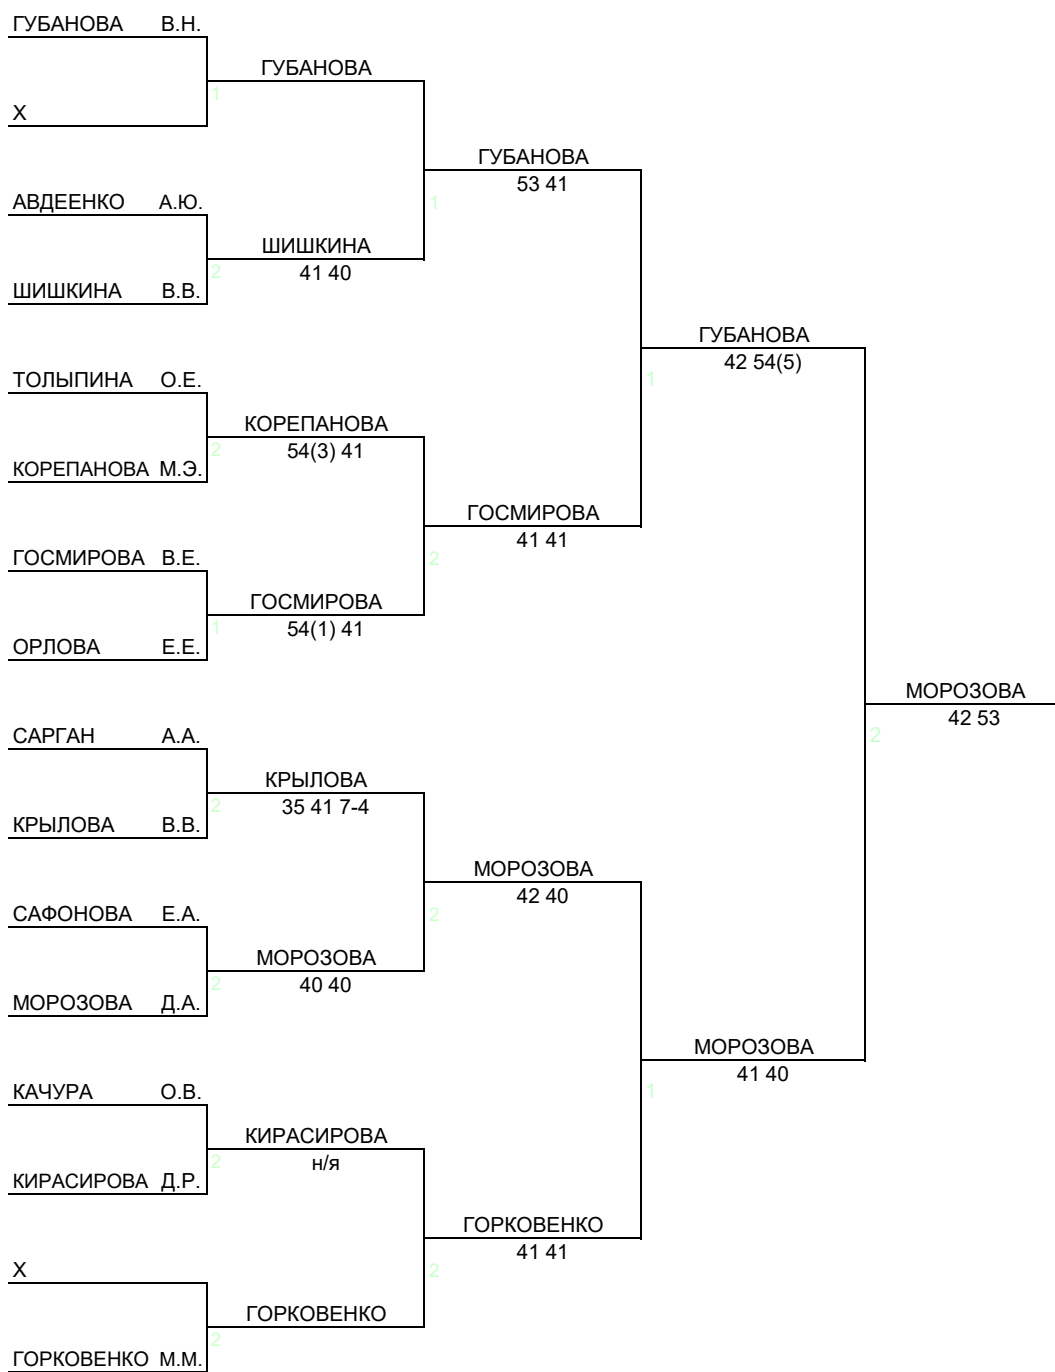 ГУБАНОВА В.Н.
ГУБАНОВА
1
Х
ГУБАНОВА
53 41
АВДЕЕНКО А.Ю.
1
ШИШКИНА
2
41 40
ШИШКИНА В.В.
ГУБАНОВА
42 54(5)
ТОЛЫПИНА О.Е.
1
КОРЕПАНОВА
2
54(3) 41
КОРЕПАНОВА М.Э.
ГОСМИРОВА
41 41
ГОСМИРОВА В.Е.
2
ГОСМИРОВА
1
54(1) 41
ОРЛОВА Е.Е.
МОРОЗОВА
42 53
САРГАН А.А.
2
КРЫЛОВА
2
35 41 7-4
КРЫЛОВА В.В.
МОРОЗОВА
42 40
САФОНОВА Е.А.
2
МОРОЗОВА
2
40 40
МОРОЗОВА Д.А.
МОРОЗОВА
41 40
КАЧУРА О.В.
1
КИРАСИРОВА
2
н/я
КИРАСИРОВА Д.Р.
ГОРКОВЕНКО
41 41
Х
2
ГОРКОВЕНКО
2
ГОРКОВЕНКО М.М.